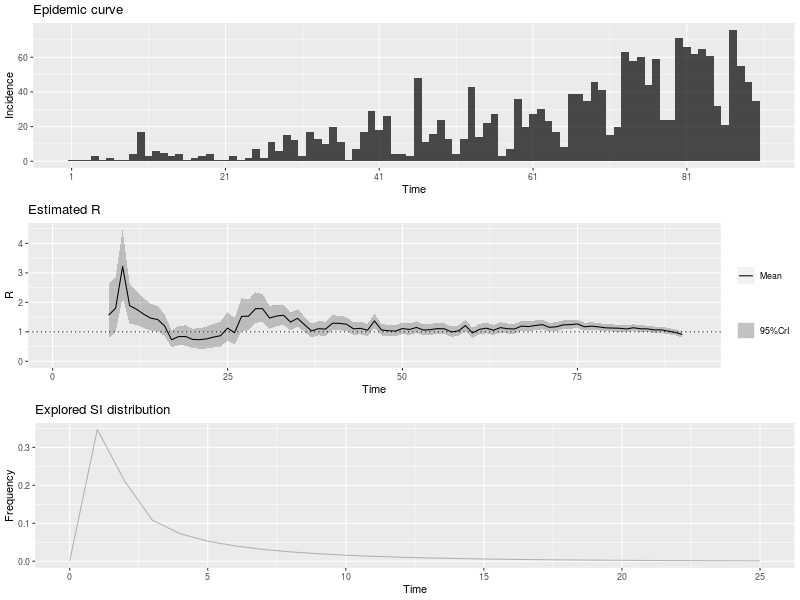 Epidemic curve
60
40
20
0
Incidence
1 21 41 61 81
Time
Estimated R
4
3
2
1
0
R
0 25 50 75
Time
Mean
95%CrI
Explored SI distribution
0.3
0.2
0.1
0.0
Frequency
0 5 10 15 20 25
Time